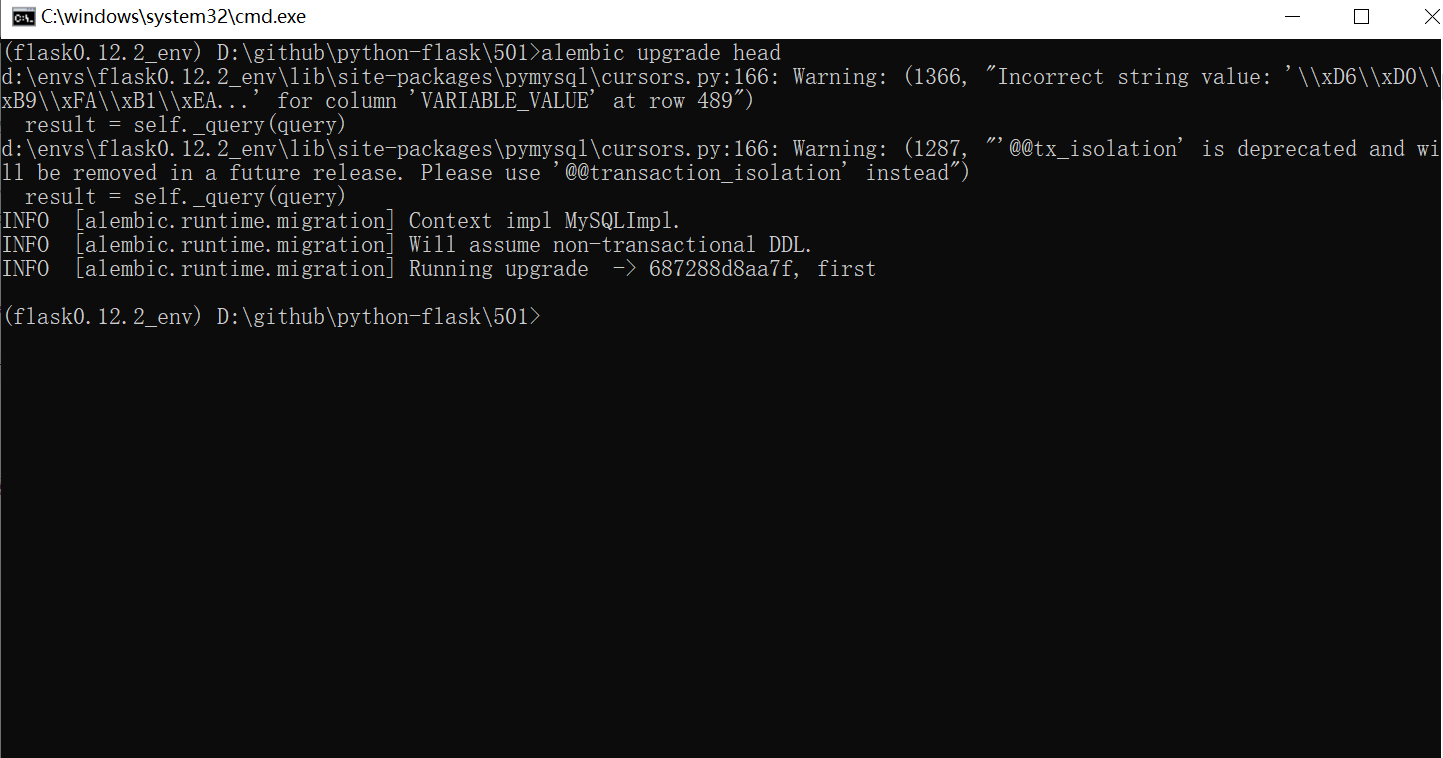 C:\windows\system32\cmd.exe
(flask0.12.2_env) D:\github\python-flask\501>alembic upgrade head
d:\envs\flask0.12.2_env\lib\site-packages\pymysql\cursors.py:166: Warning: (1366, "Incorrect string value: '\\xD6\\xD0\\
xB9\\xFA\\xB1\\xEA...' for column 'VARIABLE_VALUE' at row 489")
  result = self._query(query)
d:\envs\flask0.12.2_env\lib\site-packages\pymysql\cursors.py:166: Warning: (1287, "'@@tx_isolation' is deprecated and wi
ll be removed in a future release. Please use '@@transaction_isolation' instead")
  result = self._query(query)
INFO  [alembic.runtime.migration] Context impl MySQLImpl.
INFO  [alembic.runtime.migration] Will assume non-transactional DDL.
INFO  [alembic.runtime.migration] Running upgrade  -> 687288d8aa7f, first
(flask0.12.2_env) D:\github\python-flask\501>